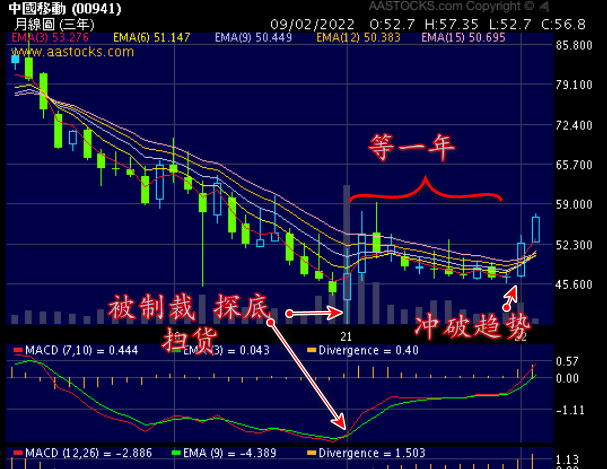 中國移動 (00941)
AASTOCKS.com Copyright ©
月線圖 (三年)
09/02/2022 O:52.7 H:57.35 L:52.7 C:56.8
EMA(3) 53.276 EMA(6) 51.147 EMA(9) 50.449 EMA(12) 50.383 EMA(15) 50.695
www.aastocks.com
85.800
79.100
72.400
65.700
59.000
52.300
45.600
等一年
被制裁 探底
扫货
冲破趋势
20
21
22
MACD (7,10) = 0.444 EMA(3) = 0.043 Divergence = 0.40
0.57
0.00
-1.11
MACD (12,26) = -2.886 EMA (9) = -4.389 Divergence = 1.503
1.13